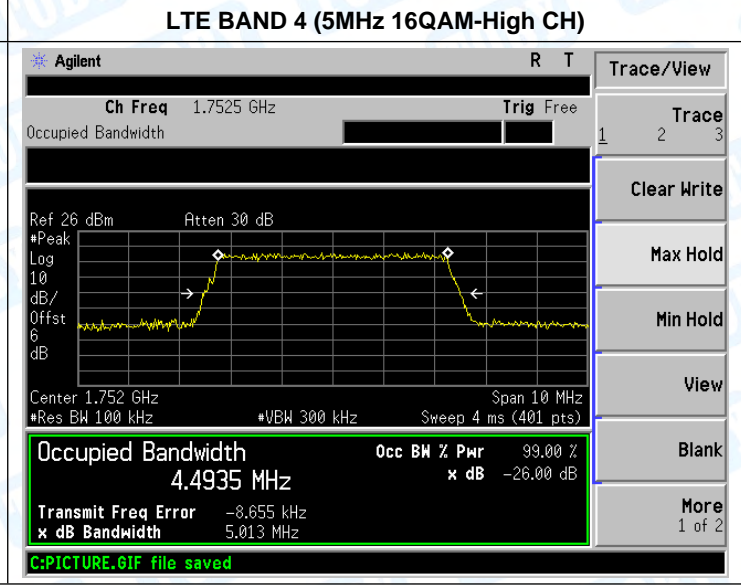 LTE BAND 4 (5MHz 16QAM-High CH)
Agilent R T
Trace/View
Ch Freq 1.7525 GHz Trig Free
Occupied Bandwidth
Trace
1 2 3
Clear Write
Ref 26 dBm Atten 30 dB
#Peak
Log
10
dB/
Offst
6
dB
Max Hold
Min Hold
View
Center 1.752 GHz Span 10 MHz
#Res BW 100 kHz #VBW 300 kHz Sweep 4 ms (401 pts)
Occupied Bandwidth Occ BW % Pwr 99.00 %
4.4935 MHz x dB -26.00 dB
Blank
Transmit Freq Error -8.655 kHz
x dB Bandwidth 5.013 MHz
More
1 of 2
C:PICTURE.GIF file saved